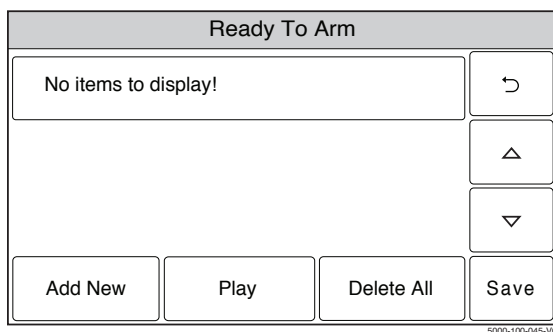 Ready To Arm
No items to display!
Add New
Play
Delete All
Save